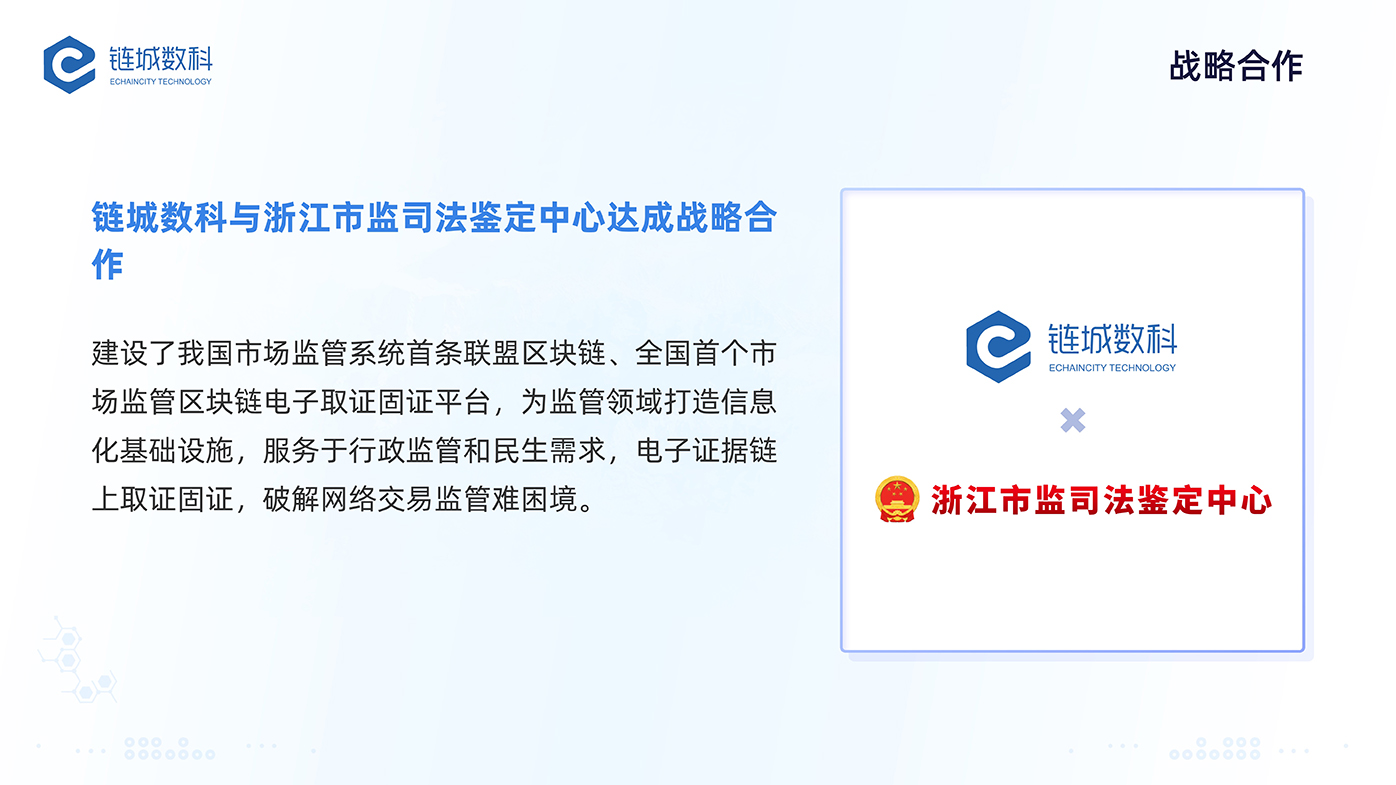 链城数科
ECHAINCITY TECHNOLOGY
战略合作
链城数科与浙江市监司法鉴定中心达成战略合
作
建设了我国市场监管系统首条联盟区块链、全国首个市
场监管区块链电子取证固证平台，为监管领域打造信息
化基础设施，服务于行政监管和民生需求，电子证据链
上取证固证，破解网络交易监管难困境。
链城数科
ECHAINCITY TECHNOLOGY
浙江市监司法鉴定中心